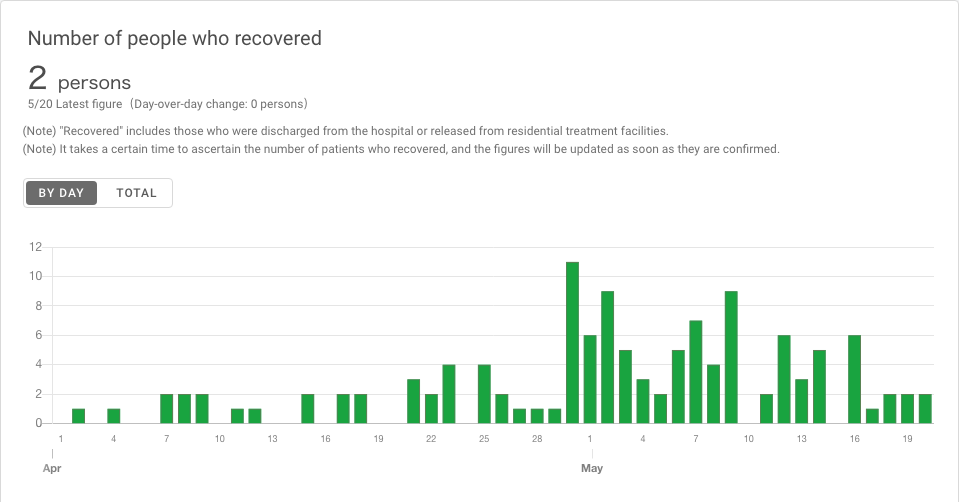 Number of people who recovered
2 persons
5/20 Latest figure（Day-over-day change: 0 persons）
(Note) "Recovered" includes those who were discharged from the hospital or released from residential treatment facilities.
(Note) It takes a certain time to ascertain the number of patients who recovered, and the figures will be updated as soon as they are confirmed.
BY DAY TOTAL
12
10
8
6
4
2
0
1 4 7 10 13 16 19 22 25 28 1 4 7 10 13 16 19
Apr May